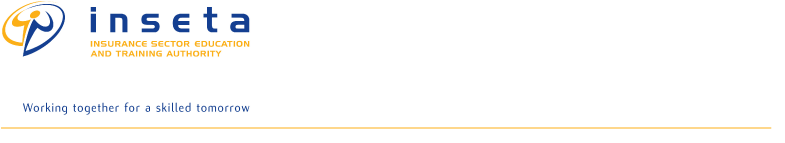 inseta
INSURANCE SECTOR EDUCATION
AND TRAINING AUTHORITY
Working together for a skilled tomorrow